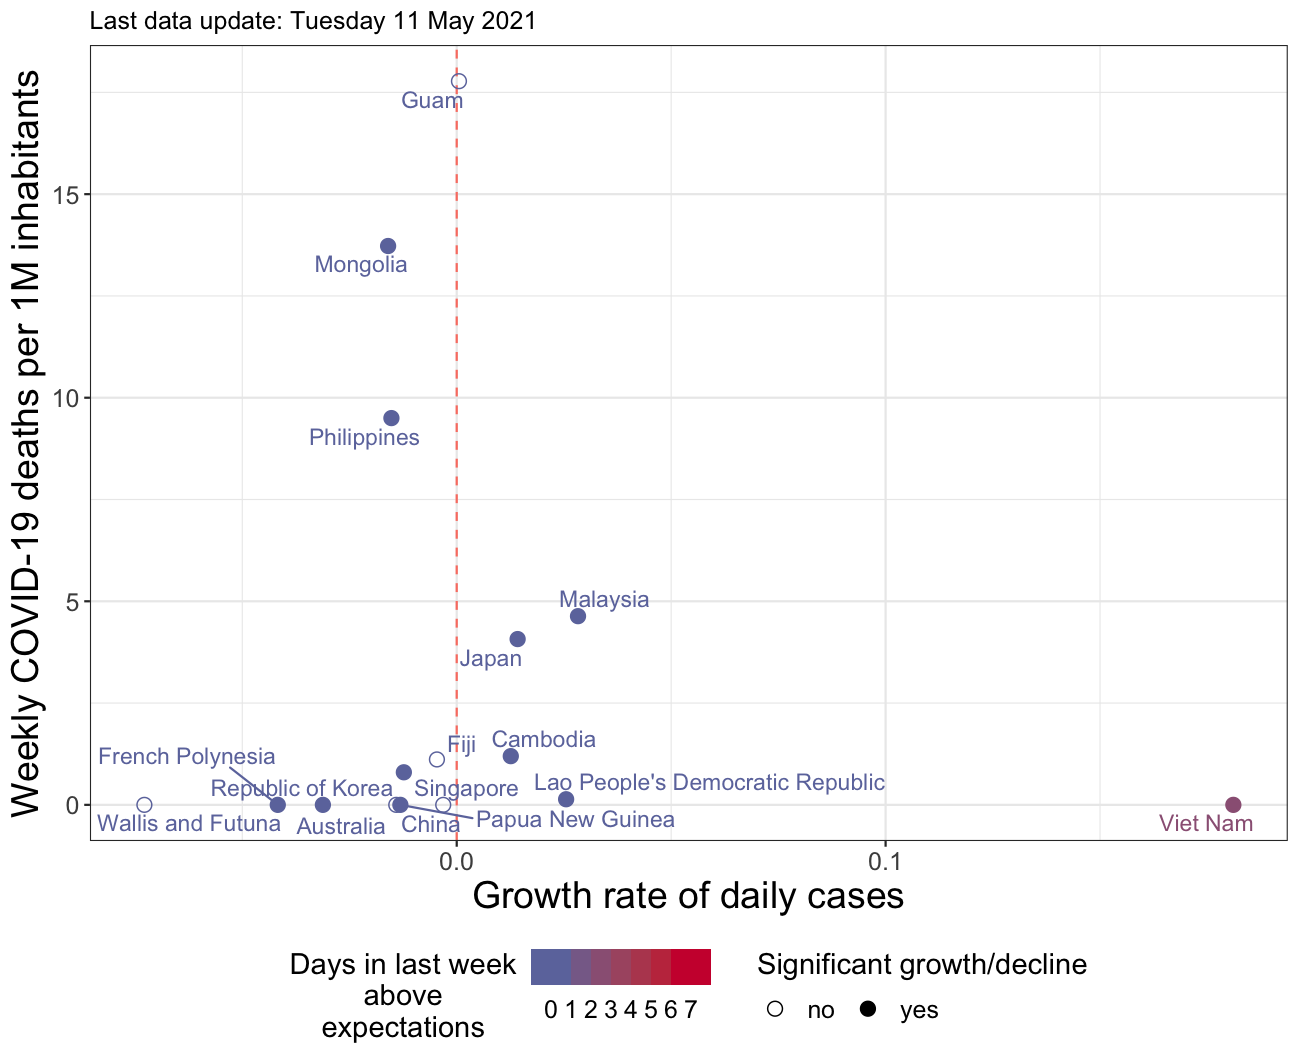 Last data update: Tuesday 11 May 2021
Weekly COVID-19 deaths per 1M inhabitants
15
10
5
0
Guam
Mongolia
Philippines
Malaysia
Japan
Fiji
Cambodia
French Polynesia
Republic of Korea
Singapore
Lao People's Democratic Republic
Wallis and Futuna
Australia
China
Papua New Guinea
Viet Nam
0.0
0.1
Growth rate of daily cases
Days in last week
above
expectations
0 1 2 3 4 5 6 7
Significant growth/decline
no
yes